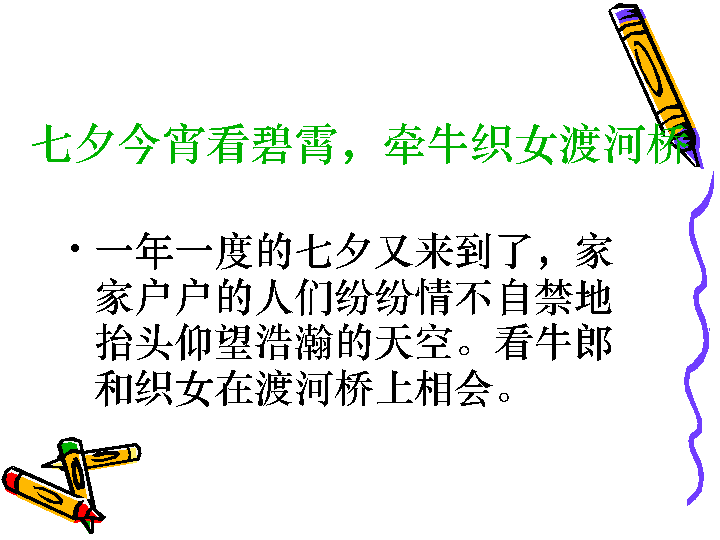 七夕今宵看碧霄，牵牛织女渡河桥
• 一年一度的七夕又来到了，家
家户户的人们纷纷情不自禁地
抬头仰望浩瀚的天空。看牛郎
和织女在渡河桥上相会。